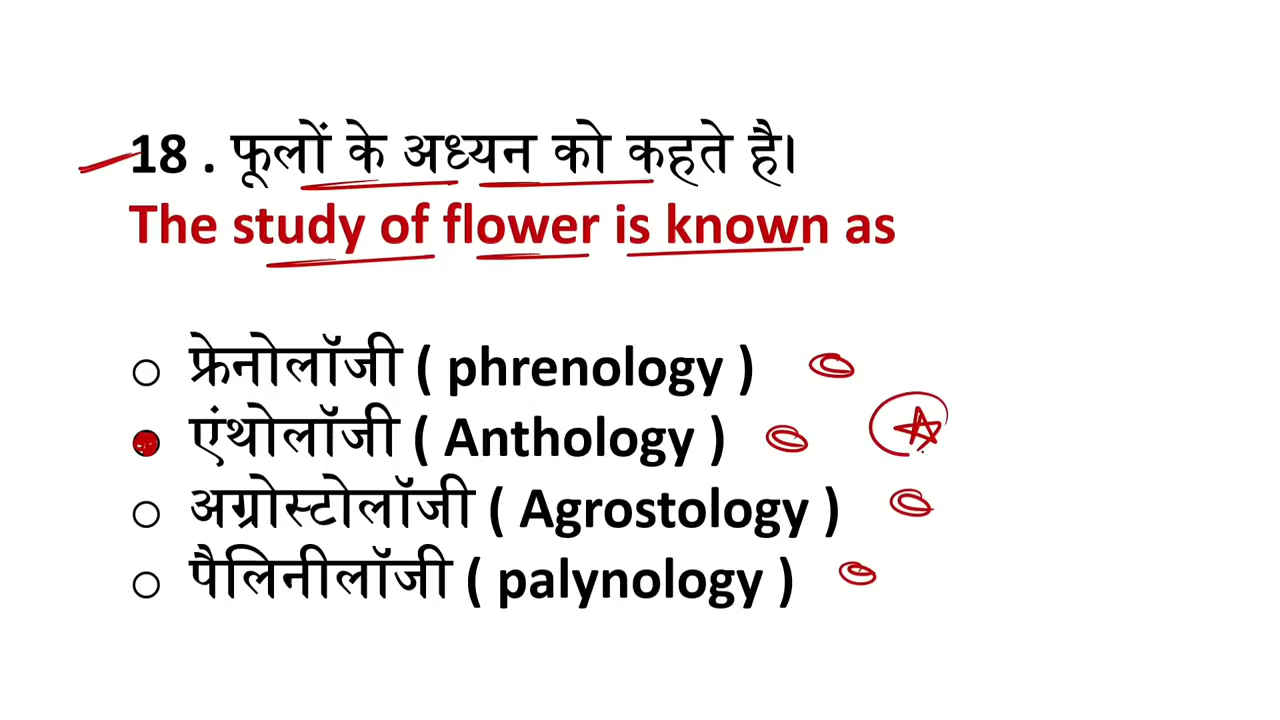 18 . फूलों के अध्यन को कहते है।
The study of flower is known as
फ्रेनोलॉजी ( phrenology )
एंथोलॉजी ( Anthology )
अग्रोस्टोलॉजी ( Agrostology )
पैलिनीलॉजी ( palynology )